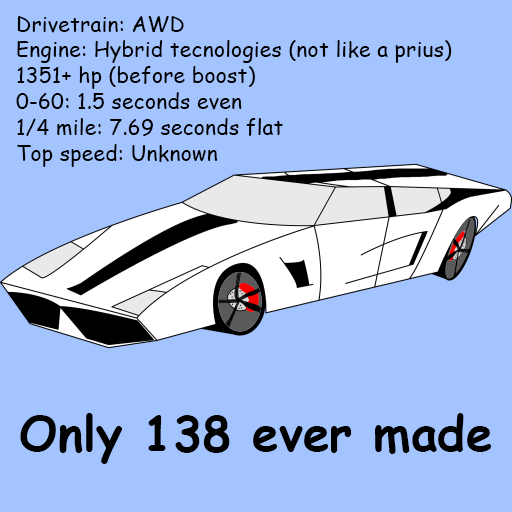 Drivetrain: AWD
Engine: Hybrid tecnologies (not like a prius)
1351+ hp (before boost)
0-60: 1.5 seconds even
1/4 mile: 7.69 seconds flat
Top speed: Unknown
Only 138 ever made